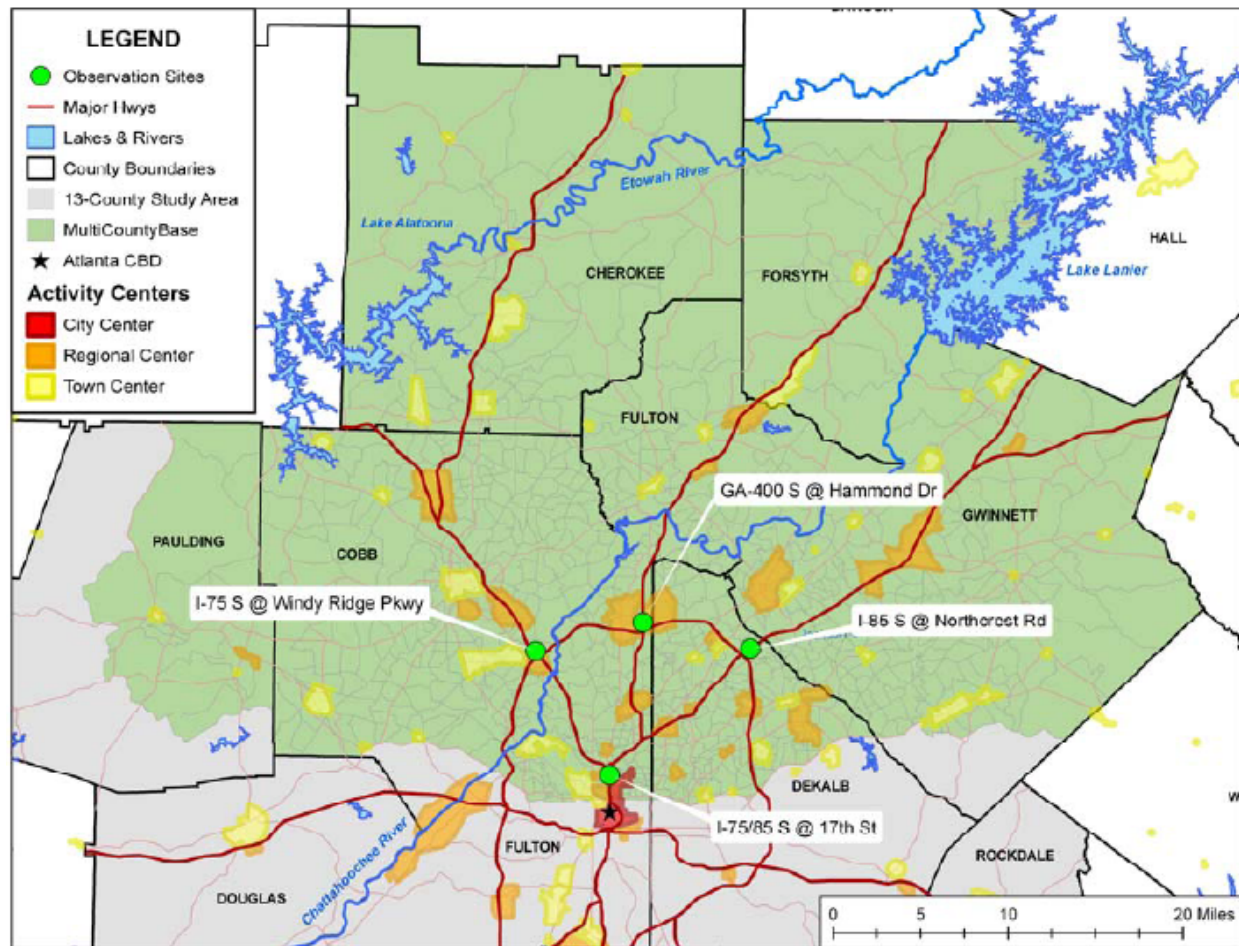 LEGEND
Observation Sites
Major Hwys
Lakes & Rivers
County Boundaries
13-County Study Area
MultiCountyBase
Atlanta CBD
Activity Centers
City Center
Regional Center
Town Center
Etowah River
Lake Alatoona
HALL
CHEROKEE
FORSYTH
Lake Lanier
FULTON
GA-400 S @ Hammond Dr
GWINNETT
PAULDING
COBB
I-75 S @ Windy Ridge Pkwy
I-85 S @ Northcrest Rd
DEKALB
I-75/85 S @ 17th St
FULTON
ROCKDALE
Chattahoochee River
DOUGLAS
W
0 5 10 20 Miles